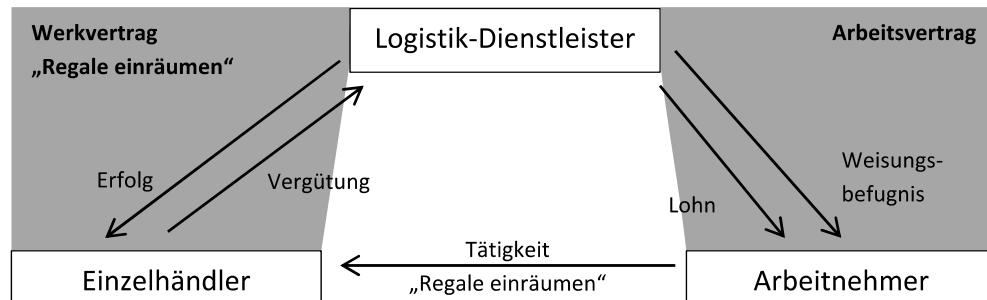 Werkvertrag
„Regale einräumen“
Logistik-Dienstleister
Arbeitsvertrag
Erfolg
Vergütung
Weisungs-
befugnis
Lohn
Einzelhändler
Tätigkeit
„Regale einräumen“
Arbeitnehmer